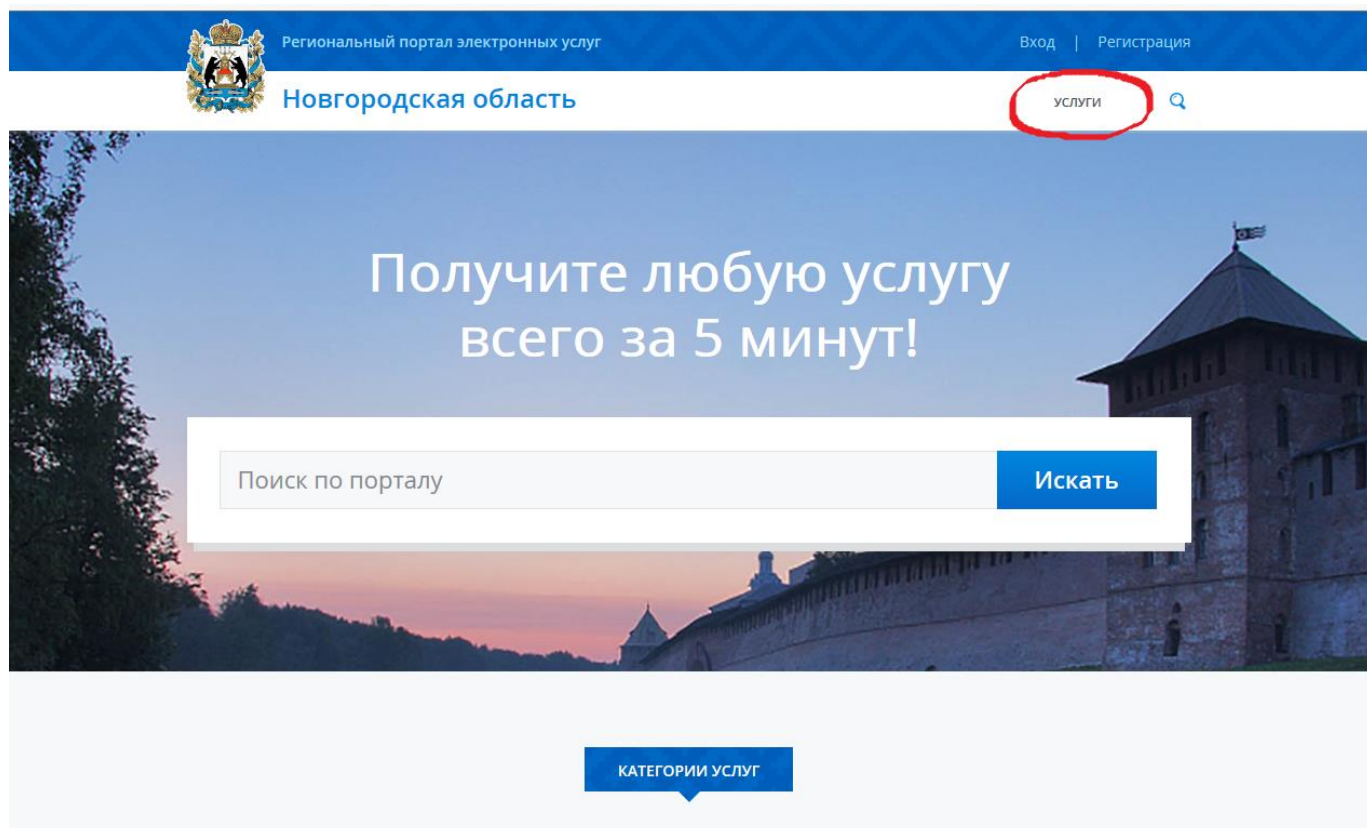 Региональный портал электронных услуг
Вход | Регистрация
Новгородская область
УСЛУГИ
Получите любую услугу
всего за 5 минут!
Поиск по порталу
Искать
КАТЕГОРИИ УСЛУГ